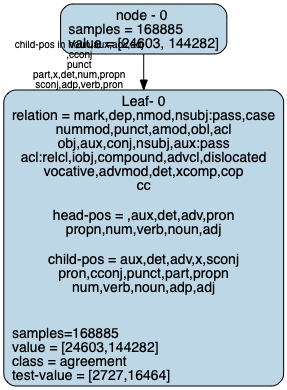 node - 0
samples = 168885
value = [24603, 144282]
child-pos in
,cconj
punct
part,x,det,num,propn
sconj,adp,verb,pron
Leaf- 0
relation = mark,dep,nmod,nsubj:pass,case
nummod,punct,amod,obl,acl
obj,aux,conj,nsubj,aux:pass
acl:relcl,iobj,compound,advcl,dislocated
vocative,advmod,det,xcomp,cop
cc
head-pos = ,aux,det,adv,pron
propn,num,verb,noun,adj
child-pos = aux,det,adv,x,sconj
pron,cconj,punct,part,propn
num,verb,noun,adp,adj
samples=168885
value = [24603,144282]
class = agreement
test-value = [2727,16464]